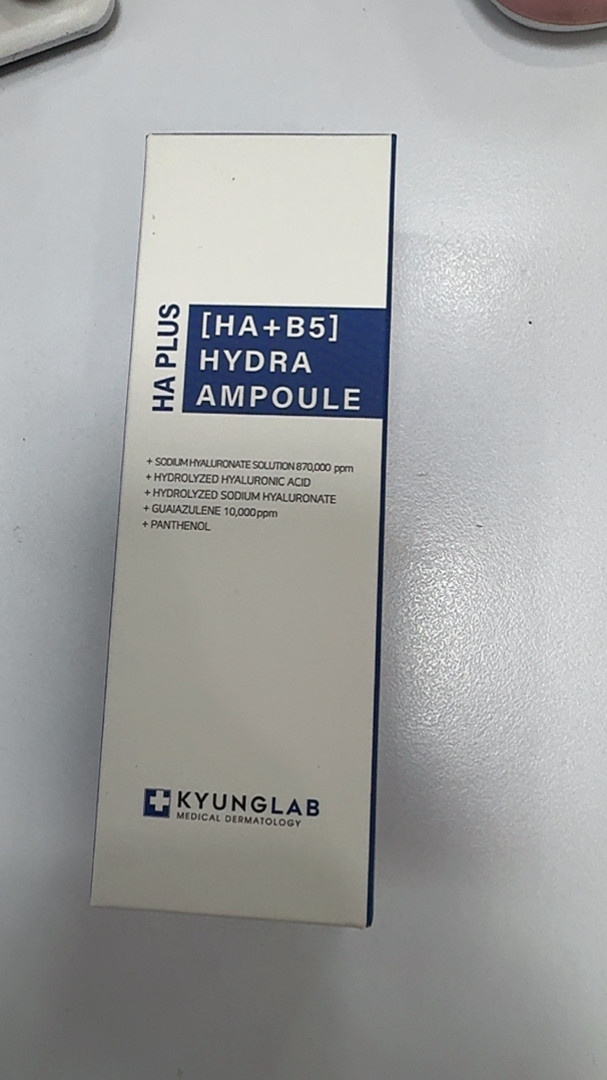 HA PLUS
[HA+B5]
HYDRA
AMPOULE
+ SODIUM HYALURONATE SOLUTION 870,000 ppm
+ HYDROLYZED HYALURONIC ACID
+ HYDROLYZED SODIUM HYALURONATE
+ GUAIAZULENE 10,000ppm
+ PANTHENOL
KYUNGLAB
MEDICAL DERMATOLOGY